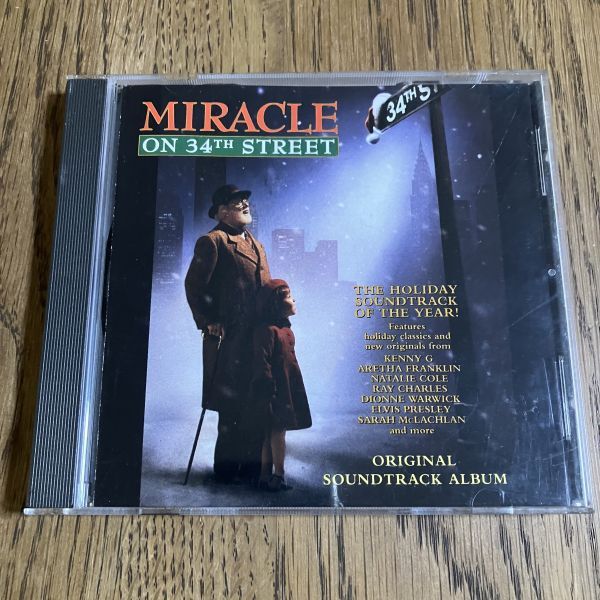 MIRACLE
ON 34TH STREET
34TH S
THE HOLIDAY
SOUNDTRACK
OF THE YEAR!
Features
holiday classics and
new originals from
KENNY G
ARETHA FRANKLIN
NATALIE COLE
RAY CHARLES
DIONNE WARWICK
ELVIS PRESLEY
SARAH McLACHLAN
and more
ORIGINAL
SOUNDTRACK ALBUM